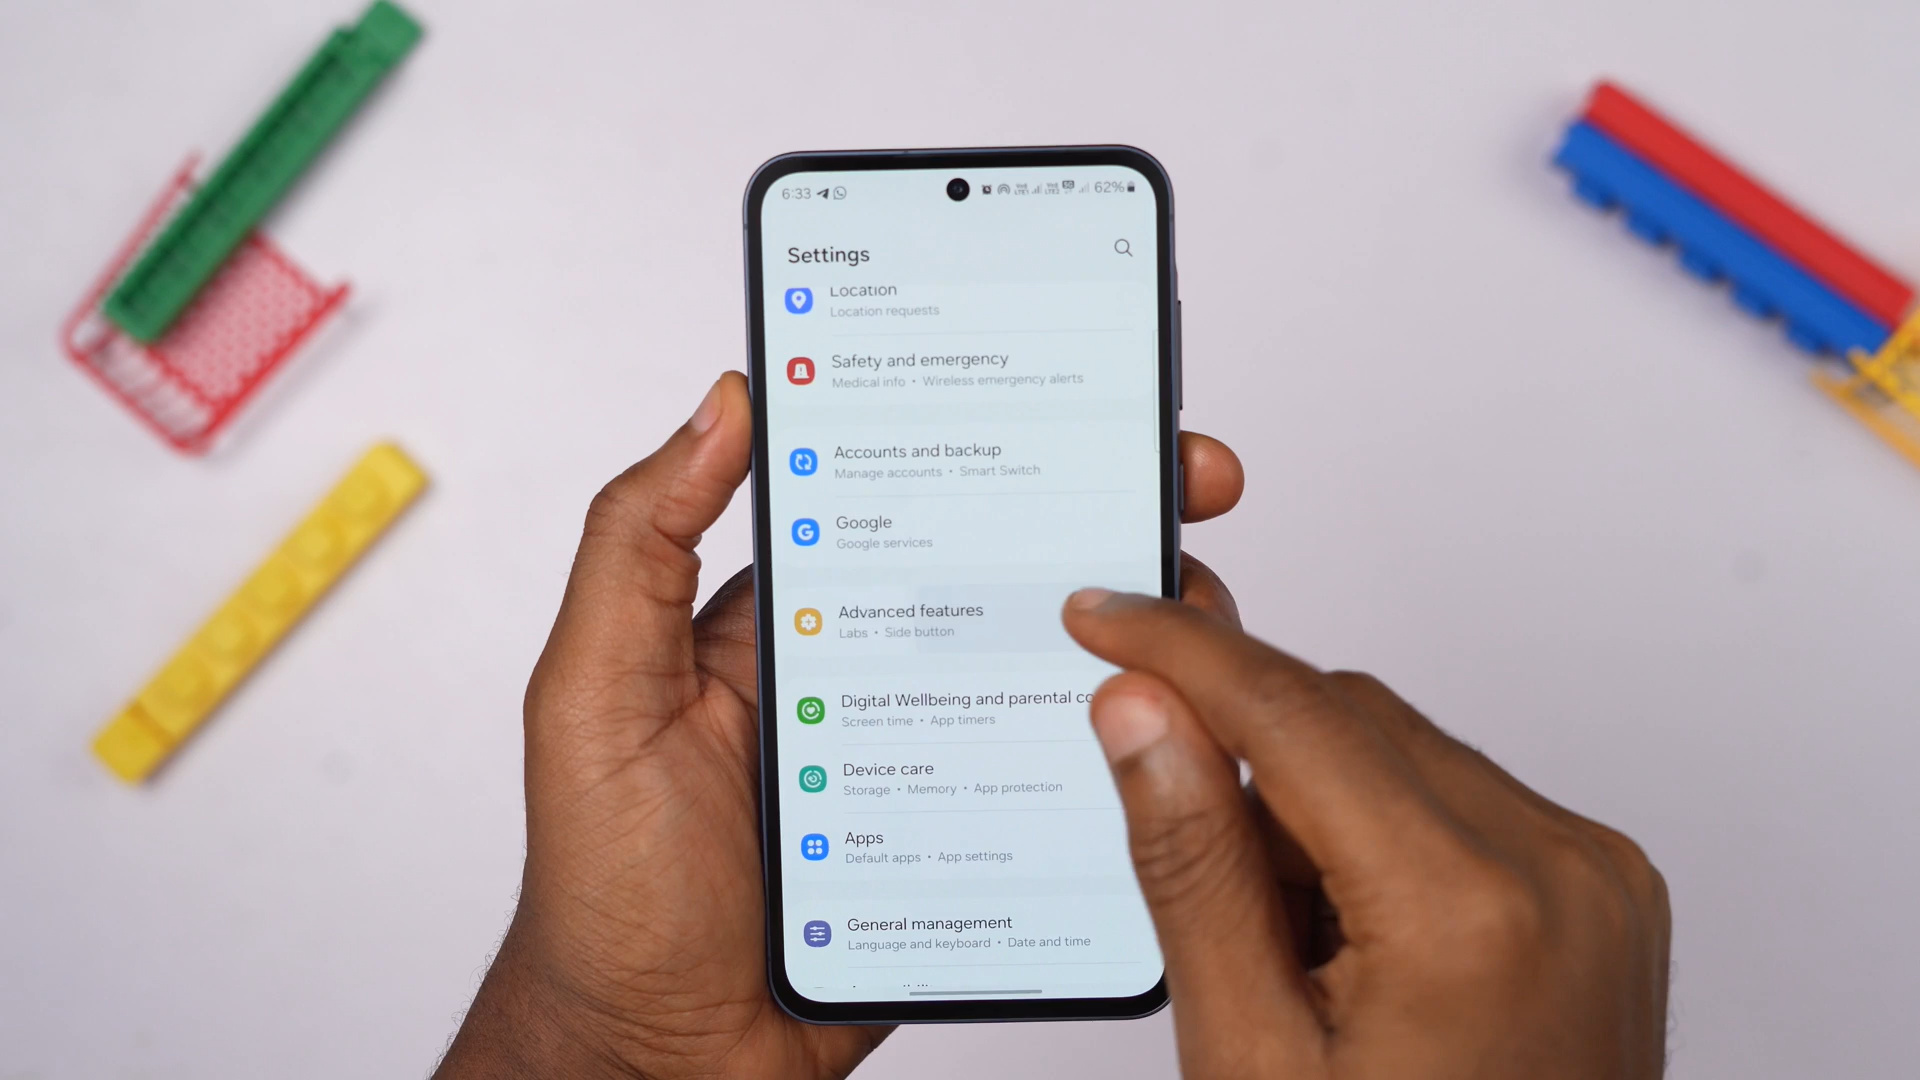 6:33 62%
Settings
Location
Location requests
Safety and emergency
Medical info • Wireless emergency alerts
Accounts and backup
Manage accounts • Smart Switch
Google
Google services
Advanced features
Labs • Side button
Digital Wellbeing and parental co
Screen time • App timers
Device care
Storage • Memory • App protection
Apps
Default apps • App settings
General management
Language and keyboard • Date and time